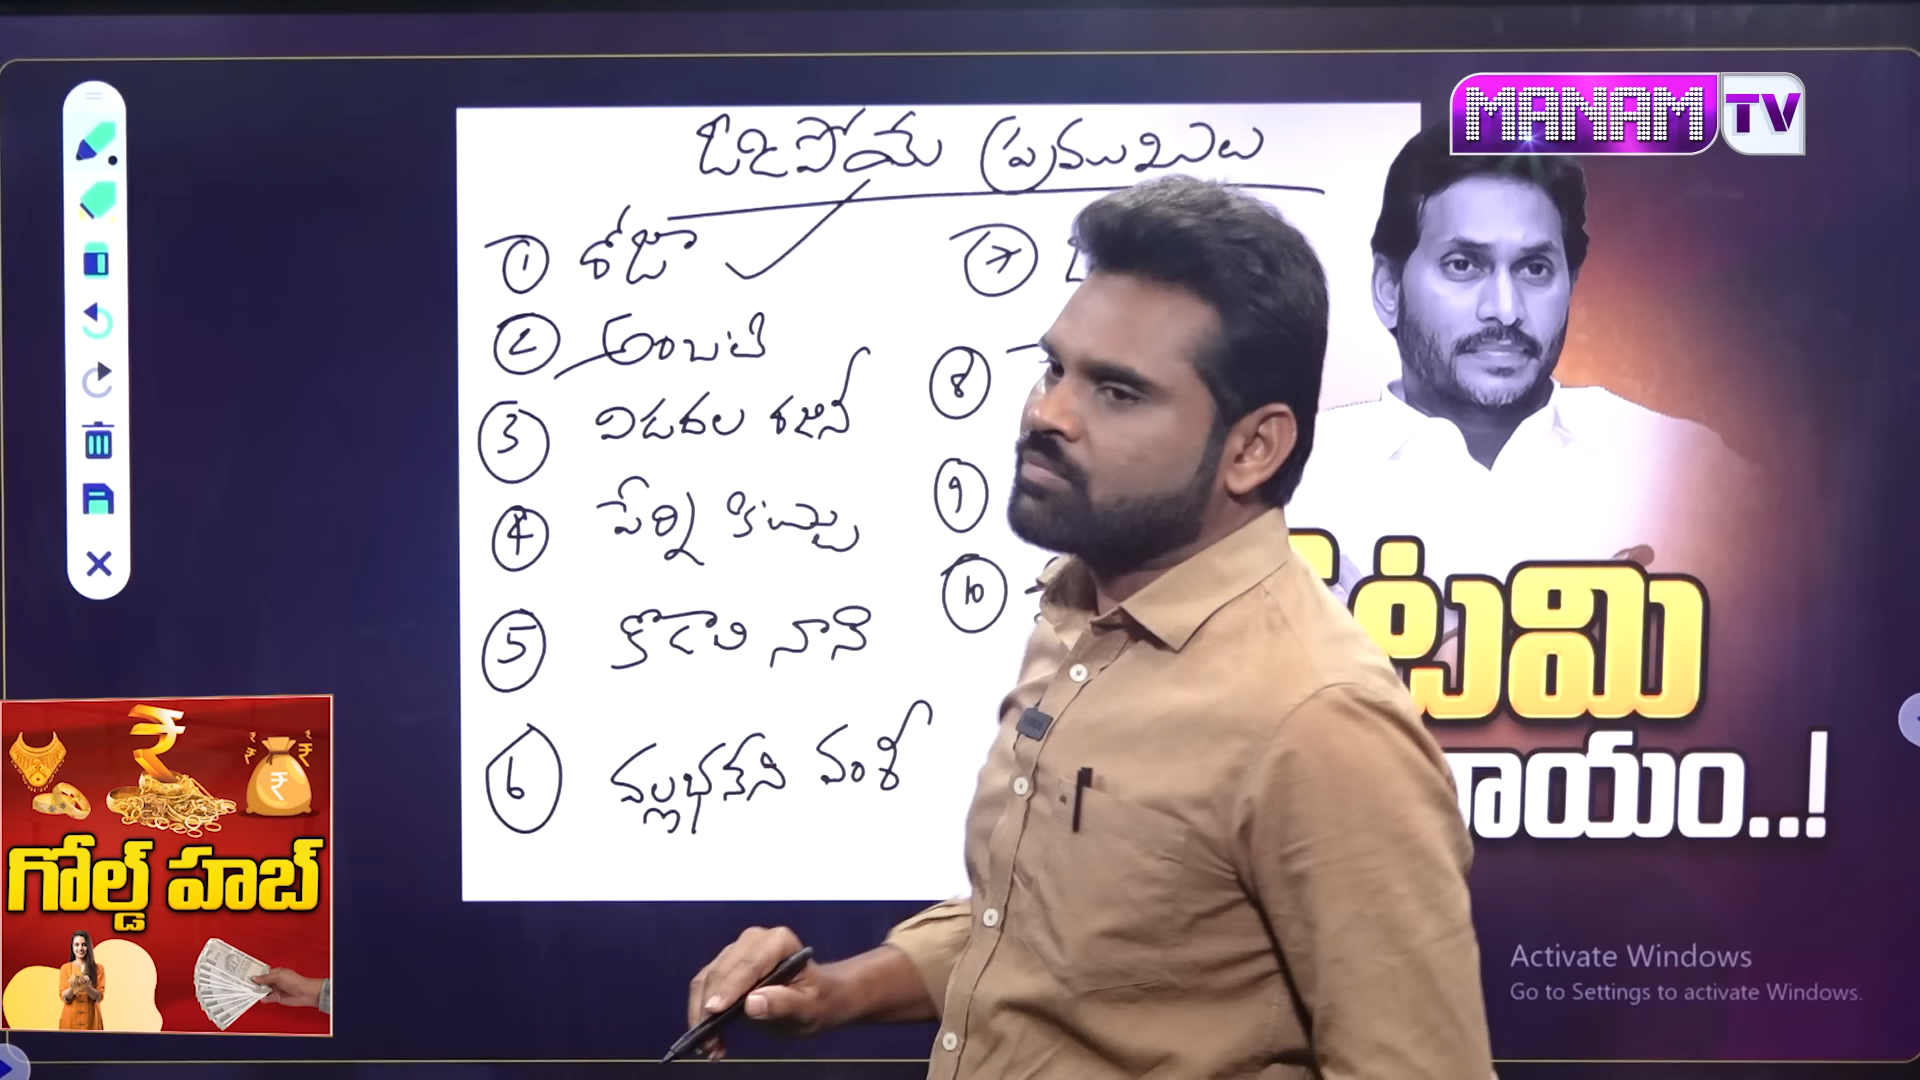 MANAM TV
ఓడిపోయే ప్రముఖులు
1 రోజా
2 అంబటి
3 విడదల రజినీ
4 పేర్ని కిట్టు
5 కొడాలి నాని
6 వల్లభనేని వంశీ
7
8
9
10
టమి
ాయం..!
గోల్డ్ హబ్
Activate Windows
Go to Settings to activate Windows.